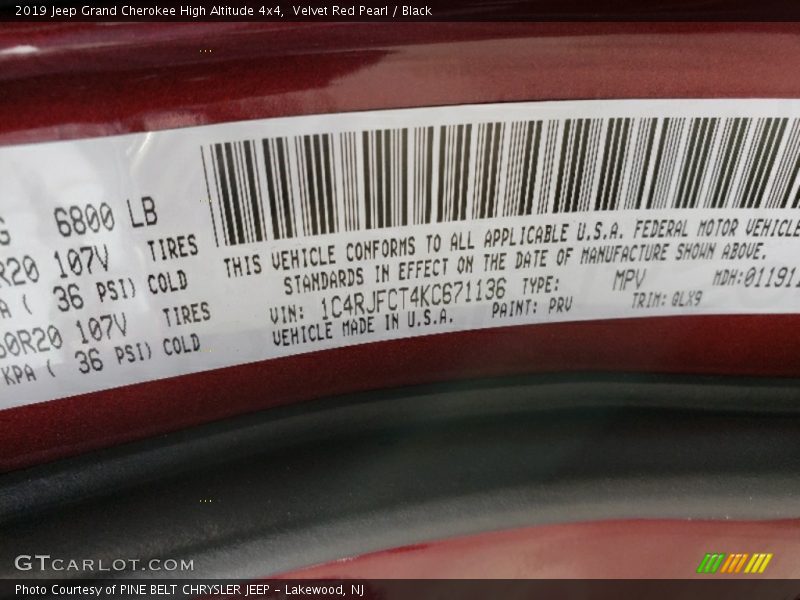 2019 Jeep Grand Cherokee High Altitude 4x4,  Velvet Red Pearl / Black
6800 LB
R20 107V TIRES
( 36 PSI) COLD
60R20 107V TIRES
KPA ( 36 PSI) COLD
THIS VEHICLE CONFORMS TO ALL APPLICABLE U.S.A. FEDERAL MOTOR VEHICLE
STANDARDS IN EFFECT ON THE DATE OF MANUFACTURE SHOWN ABOVE.
VIN: 1C4RJFCT4KC671136 TYPE: MPV MDH:011911
VEHICLE MADE IN U.S.A. PAINT: PRV TRIM: QLX9
GTCARLOT.COM
Photo Courtesy of PINE BELT CHRYSLER JEEP - Lakewood, NJ